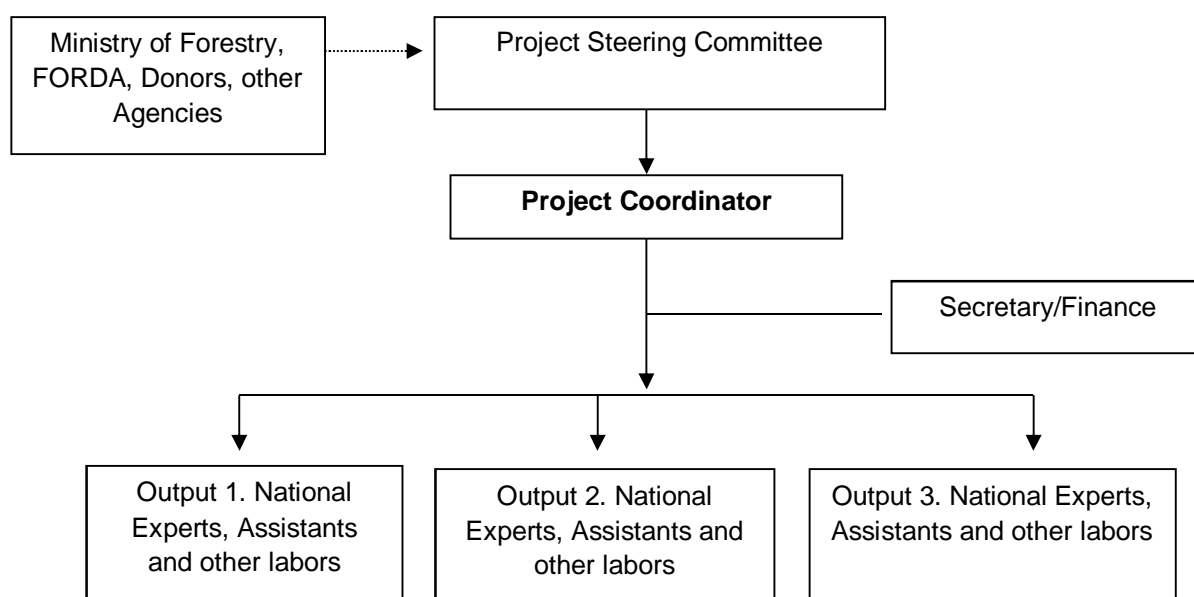 Ministry of Forestry,
FORDA, Donors, other
Agencies
Project Steering Committee
Project Coordinator
Secretary/Finance
Output 1. National
Experts, Assistants
and other labors
Output 2. National
Experts, Assistants and
other labors
Output 3. National Experts,
Assistants and other labors